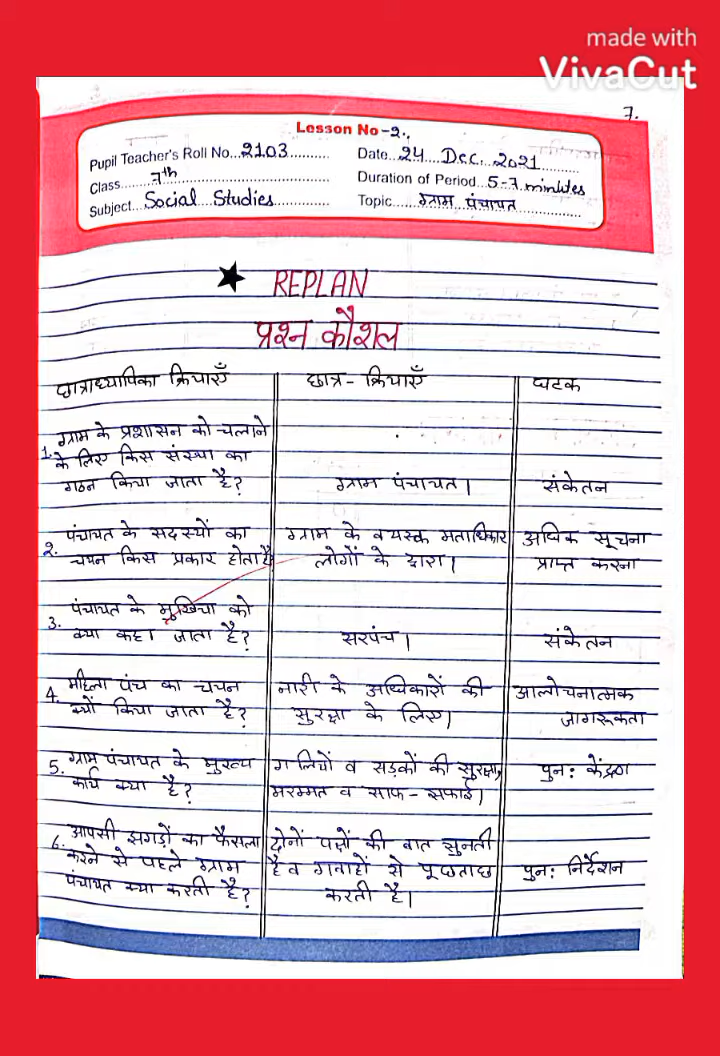 made with
VivaCut
7.
Lesson No-2.,
Pupil Teacher's Roll No...2103...........
Date..24....Dec...2021...........
Class......7th......
Duration of Period...5-7 minutes
Subject...Social Studies...............
Topic.......ग्राम पंचायत.............
★ REPLAN
प्रश्न कौशल
छात्राध्यापिका क्रियाएँ छात्र - क्रियाएँ घटक
1. ग्राम के प्रशासन को चलाने
के लिए किस संस्था का
गठन किया जाता है? ग्राम पंचायत। संकेतन
2. पंचायत के सदस्यों का ग्राम के वयस्क मताधिकार अधिक सूचना
चयन किस प्रकार होता है? लोगों के द्वारा। प्राप्त करना
3. पंचायत के मुखिया को
क्या कहा जाता है? सरपंच। संकेतन
4. महिला पंच का चयन नारी के अधिकारों की आलोचनात्मक
क्यों किया जाता है? सुरक्षा के लिए। जागरूकता
5. ग्राम पंचायत के मुख्य गलियों व सड़कों की सुरक्षा, पुन: केंद्रण
कार्य क्या है? मरम्मत व साफ-सफाई।
6. आपसी झगड़ों का फैसला दोनों पक्षों की बात सुनती
करने से पहले ग्राम है व गवाहों से पूछताछ पुन: निर्देशन
पंचायत क्या करती है? करती है।